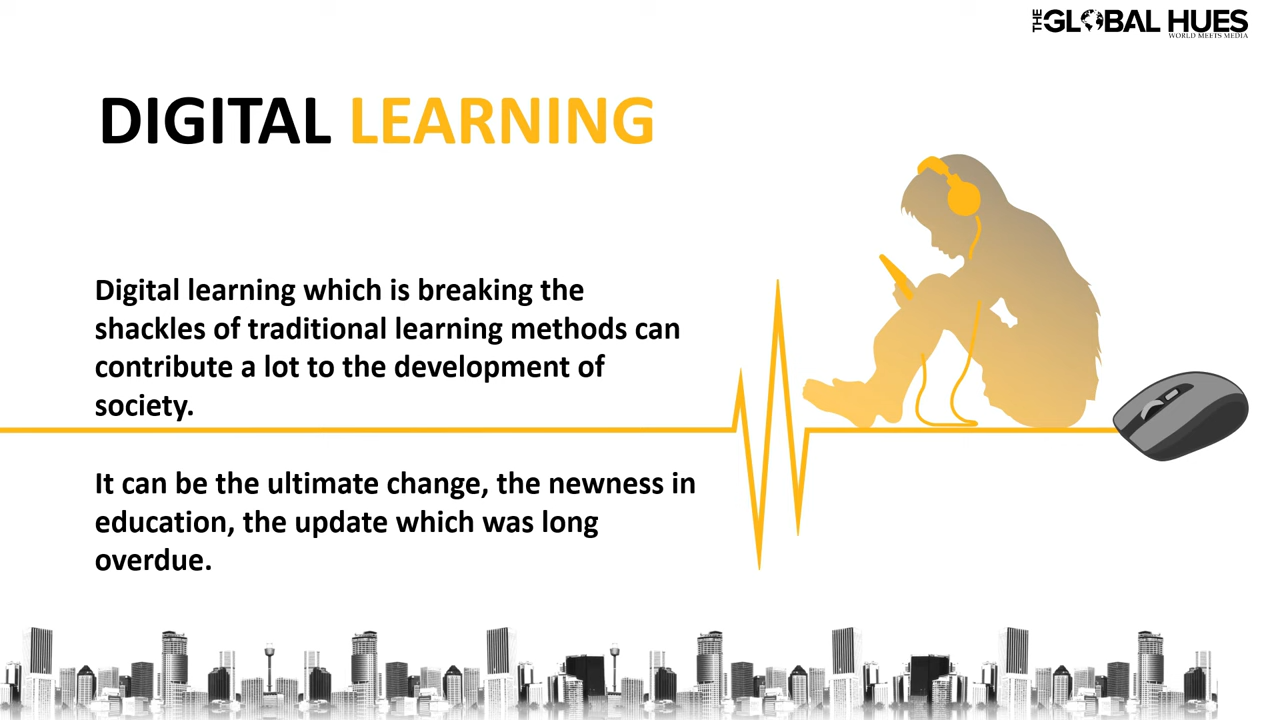 THE GLOBAL HUES
WORLD MEETS MEDIA
DIGITAL LEARNING
Digital learning which is breaking the
shackles of traditional learning methods can
contribute a lot to the development of
society.
It can be the ultimate change, the newness in
education, the update which was long
overdue.